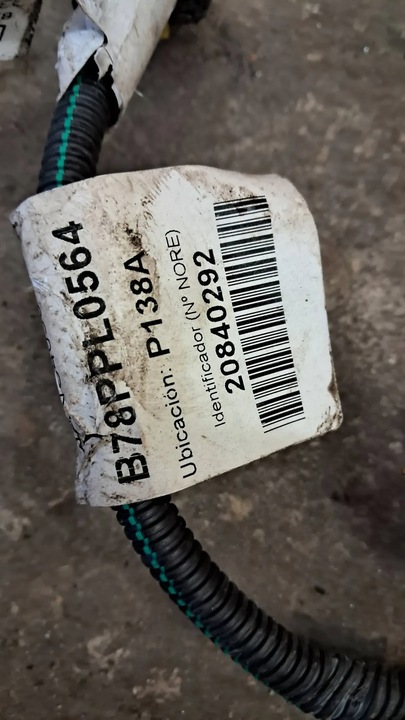 B78PPL0564
Ubicación: P138A
Identificador (Nº NORE)
20840292